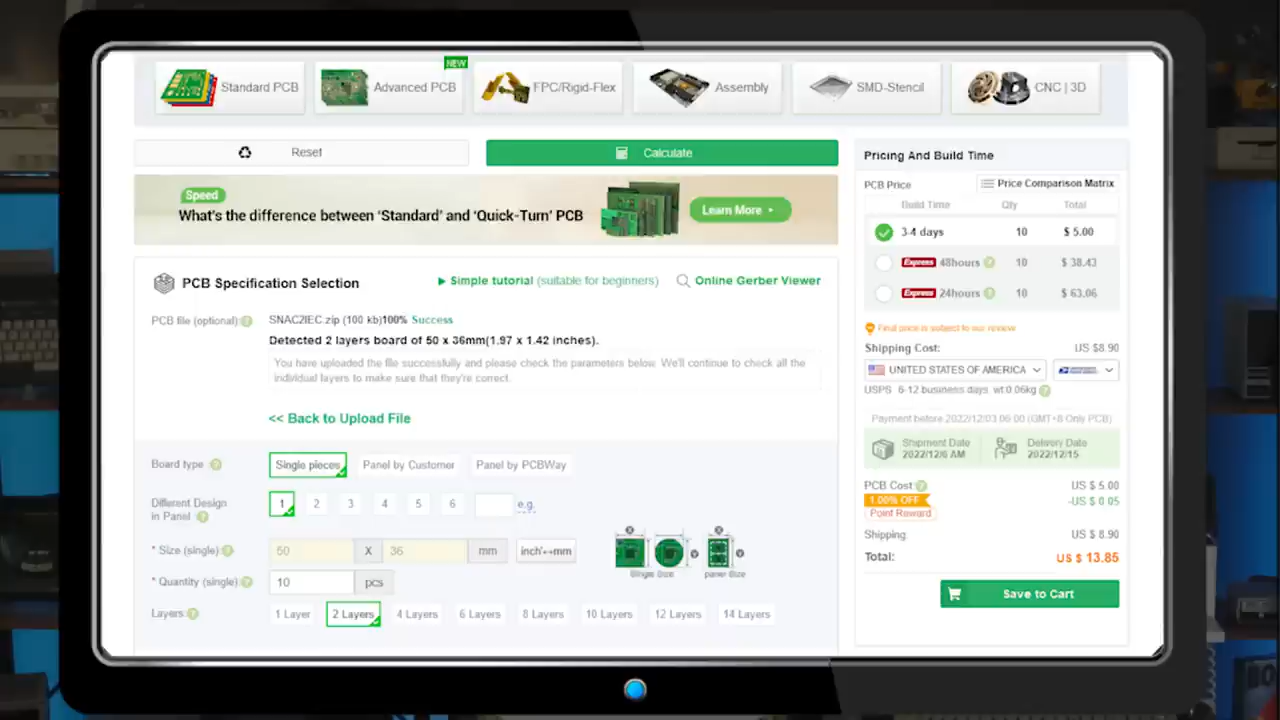 NEW
Standard PCB
Advanced PCB
FPC/Rigid-Flex
Assembly
SMD-Stencil
CNC | 3D
Reset
Calculate
Speed
What's the difference between 'Standard' and 'Quick-Turn' PCB
Learn More
PCB Specification Selection
Simple tutorial (suitable for beginners)
Online Gerber Viewer
PCB file (optional):
SNAC2IEC.zip (100 kb)100% Success
Detected 2 layers board of 50 x 36mm(1.97 x 1.42 inches).
You have uploaded the file successfully and please check the parameters below. We'll continue to check all the
individual layers to make sure that they're correct.
<< Back to Upload File
Board type
Single pieces
Panel by Customer
Panel by PCBWay
Different Design
in Panel
1 2 3 4 5 6 e.g.
* Size (single):
50 X 36 mm inch↔mm
Single Size
panel Size
* Quantity (single)
10 pcs
Layers:
1 Layer 2 Layers 4 Layers 6 Layers 8 Layers 10 Layers 12 Layers 14 Layers
Pricing And Build Time
PCB Price
Price Comparison Matrix
Build Time Qty Total
3-4 days 10 $ 5.00
Express 48hours 10 $ 38.43
Express 24hours 10 $ 63.06
Final price is subject to our review
Shipping Cost: US $8.90
UNITED STATES OF AMERICA
USPS 6-12 business days wt:0.06kg
Payment before 2022/12/03 06:00 (GMT+8 Only PCB)
Shipment Date
2022/12/6 AM
Delivery Date
2022/12/15
PCB Cost US $ 5.00
1.00% OFF -US $ 0.05
Point Reward
Shipping: US $ 8.90
Total: US $ 13.85
Save to Cart